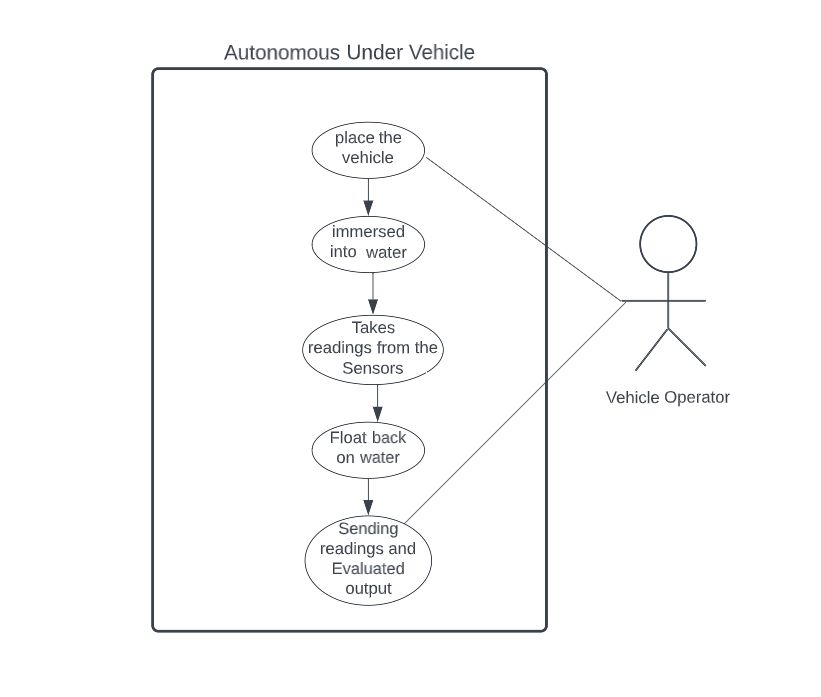 Autonomous Under Vehicle
place the
vehicle
immersed
into water
Takes
readings from the
Sensors
Float back
on water
Sending
readings and
Evaluated
output
Vehicle Operator